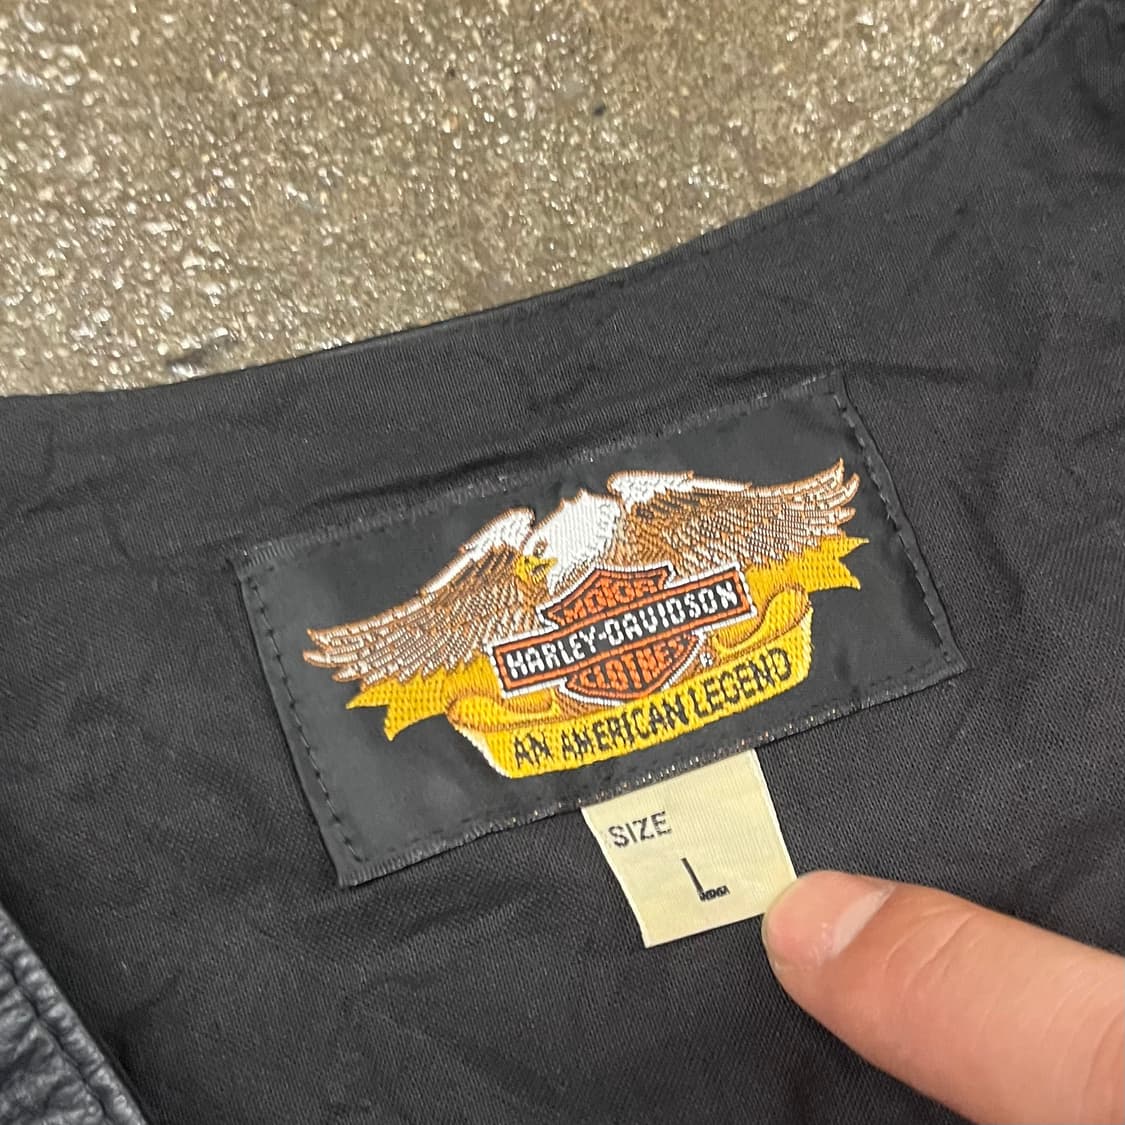 MOTOR
HARLEY-DAVIDSON
CLOTHES
®
AN AMERICAN LEGEND
SIZE
L